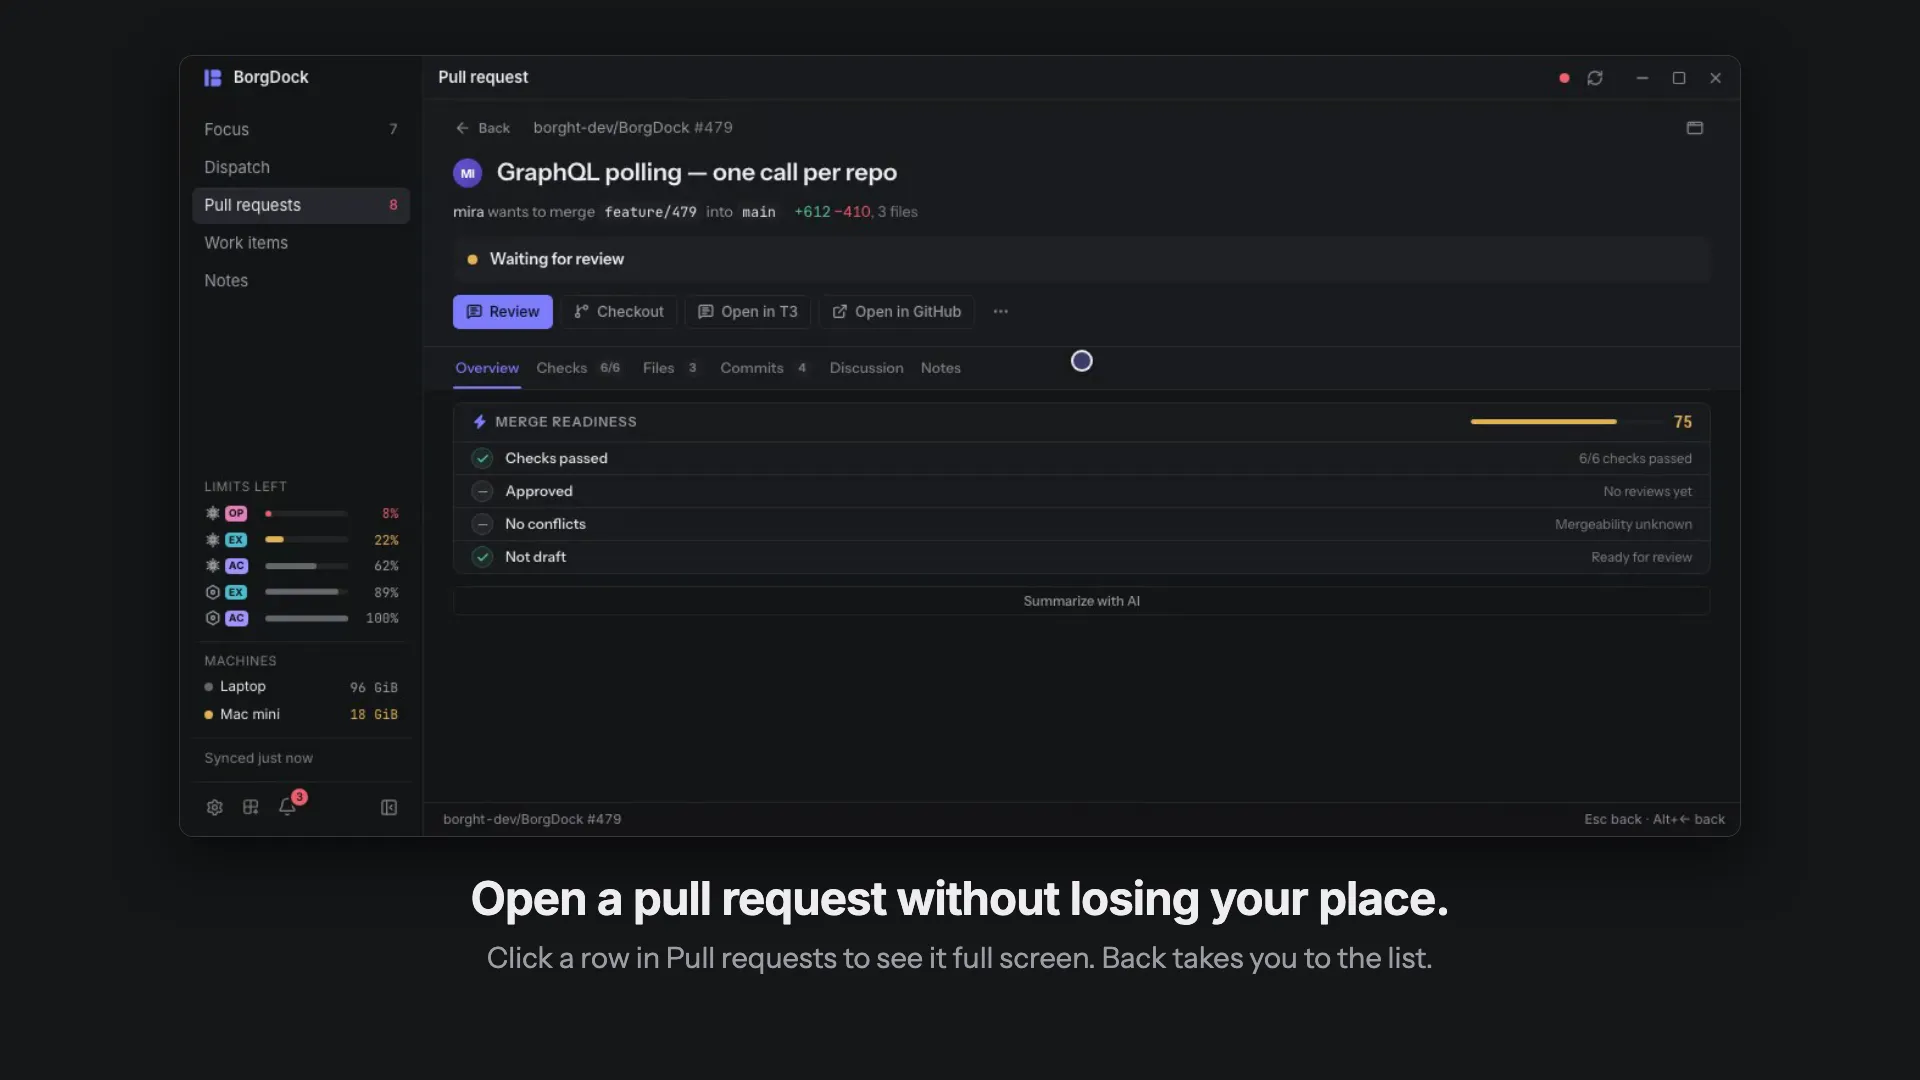 BorgDock
Pull request
Focus 7
Dispatch
Pull requests 8
Work items
Notes
Back borght-dev/BorgDock #479
MI GraphQL polling — one call per repo
mira wants to merge feature/479 into main +612 −410, 3 files
Waiting for review
Review Checkout Open in T3 Open in GitHub ···
Overview Checks 6/6 Files 3 Commits 4 Discussion Notes
MERGE READINESS 75
Checks passed 6/6 checks passed
Approved No reviews yet
No conflicts Mergeability unknown
Not draft Ready for review
Summarize with AI
LIMITS LEFT
OP 8%
EX 22%
AC 62%
EX 89%
AC 100%
MACHINES
Laptop 96 GiB
Mac mini 18 GiB
Synced just now
3
borght-dev/BorgDock #479
Esc back · Alt+← back
Open a pull request without losing your place.
Click a row in Pull requests to see it full screen. Back takes you to the list.